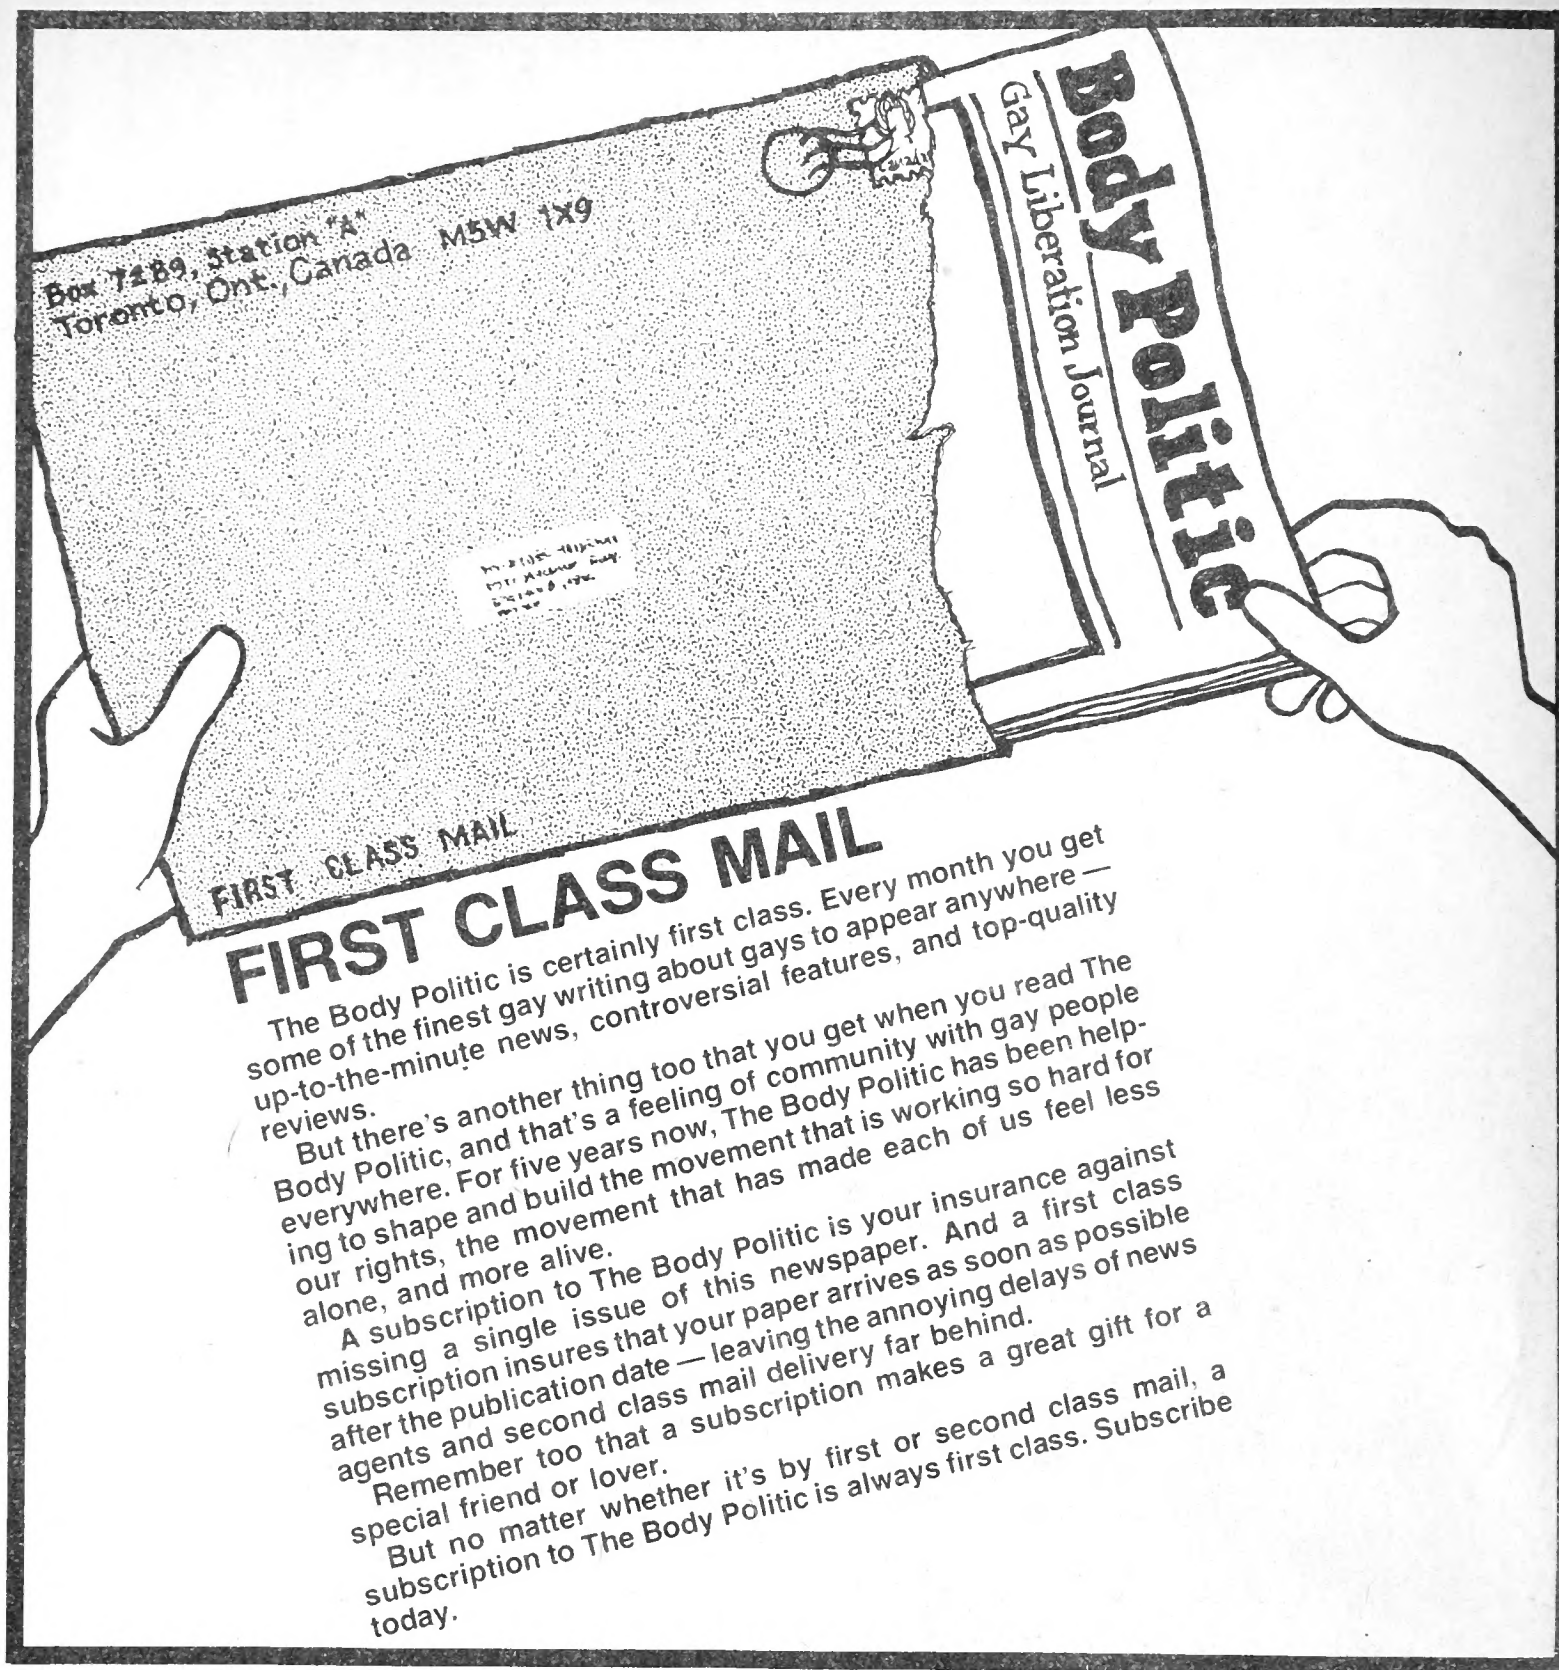 Box 7289, Station "A"
Toronto, Ont., Canada M5W 1X9
Body Politic
Gay Liberation Journal
FIRST CLASS MAIL
FIRST CLASS MAIL
The Body Politic is certainly first class. Every month you get
some of the finest gay writing about gays to appear anywhere —
up-to-the-minute news, controversial features, and top-quality
reviews.
But there's another thing too that you get when you read The
Body Politic, and that's a feeling of community with gay people
everywhere. For five years now, The Body Politic has been help-
ing to shape and build the movement that is working so hard for
our rights, the movement that has made each of us feel less
alone, and more alive.
A subscription to The Body Politic is your insurance against
missing a single issue of this newspaper. And a first class
subscription insures that your paper arrives as soon as possible
after the publication date — leaving the annoying delays of news
agents and second class mail delivery far behind.
Remember too that a subscription makes a great gift for a
special friend or lover.
But no matter whether it's by first or second class mail, a
subscription to The Body Politic is always first class. Subscribe
today.